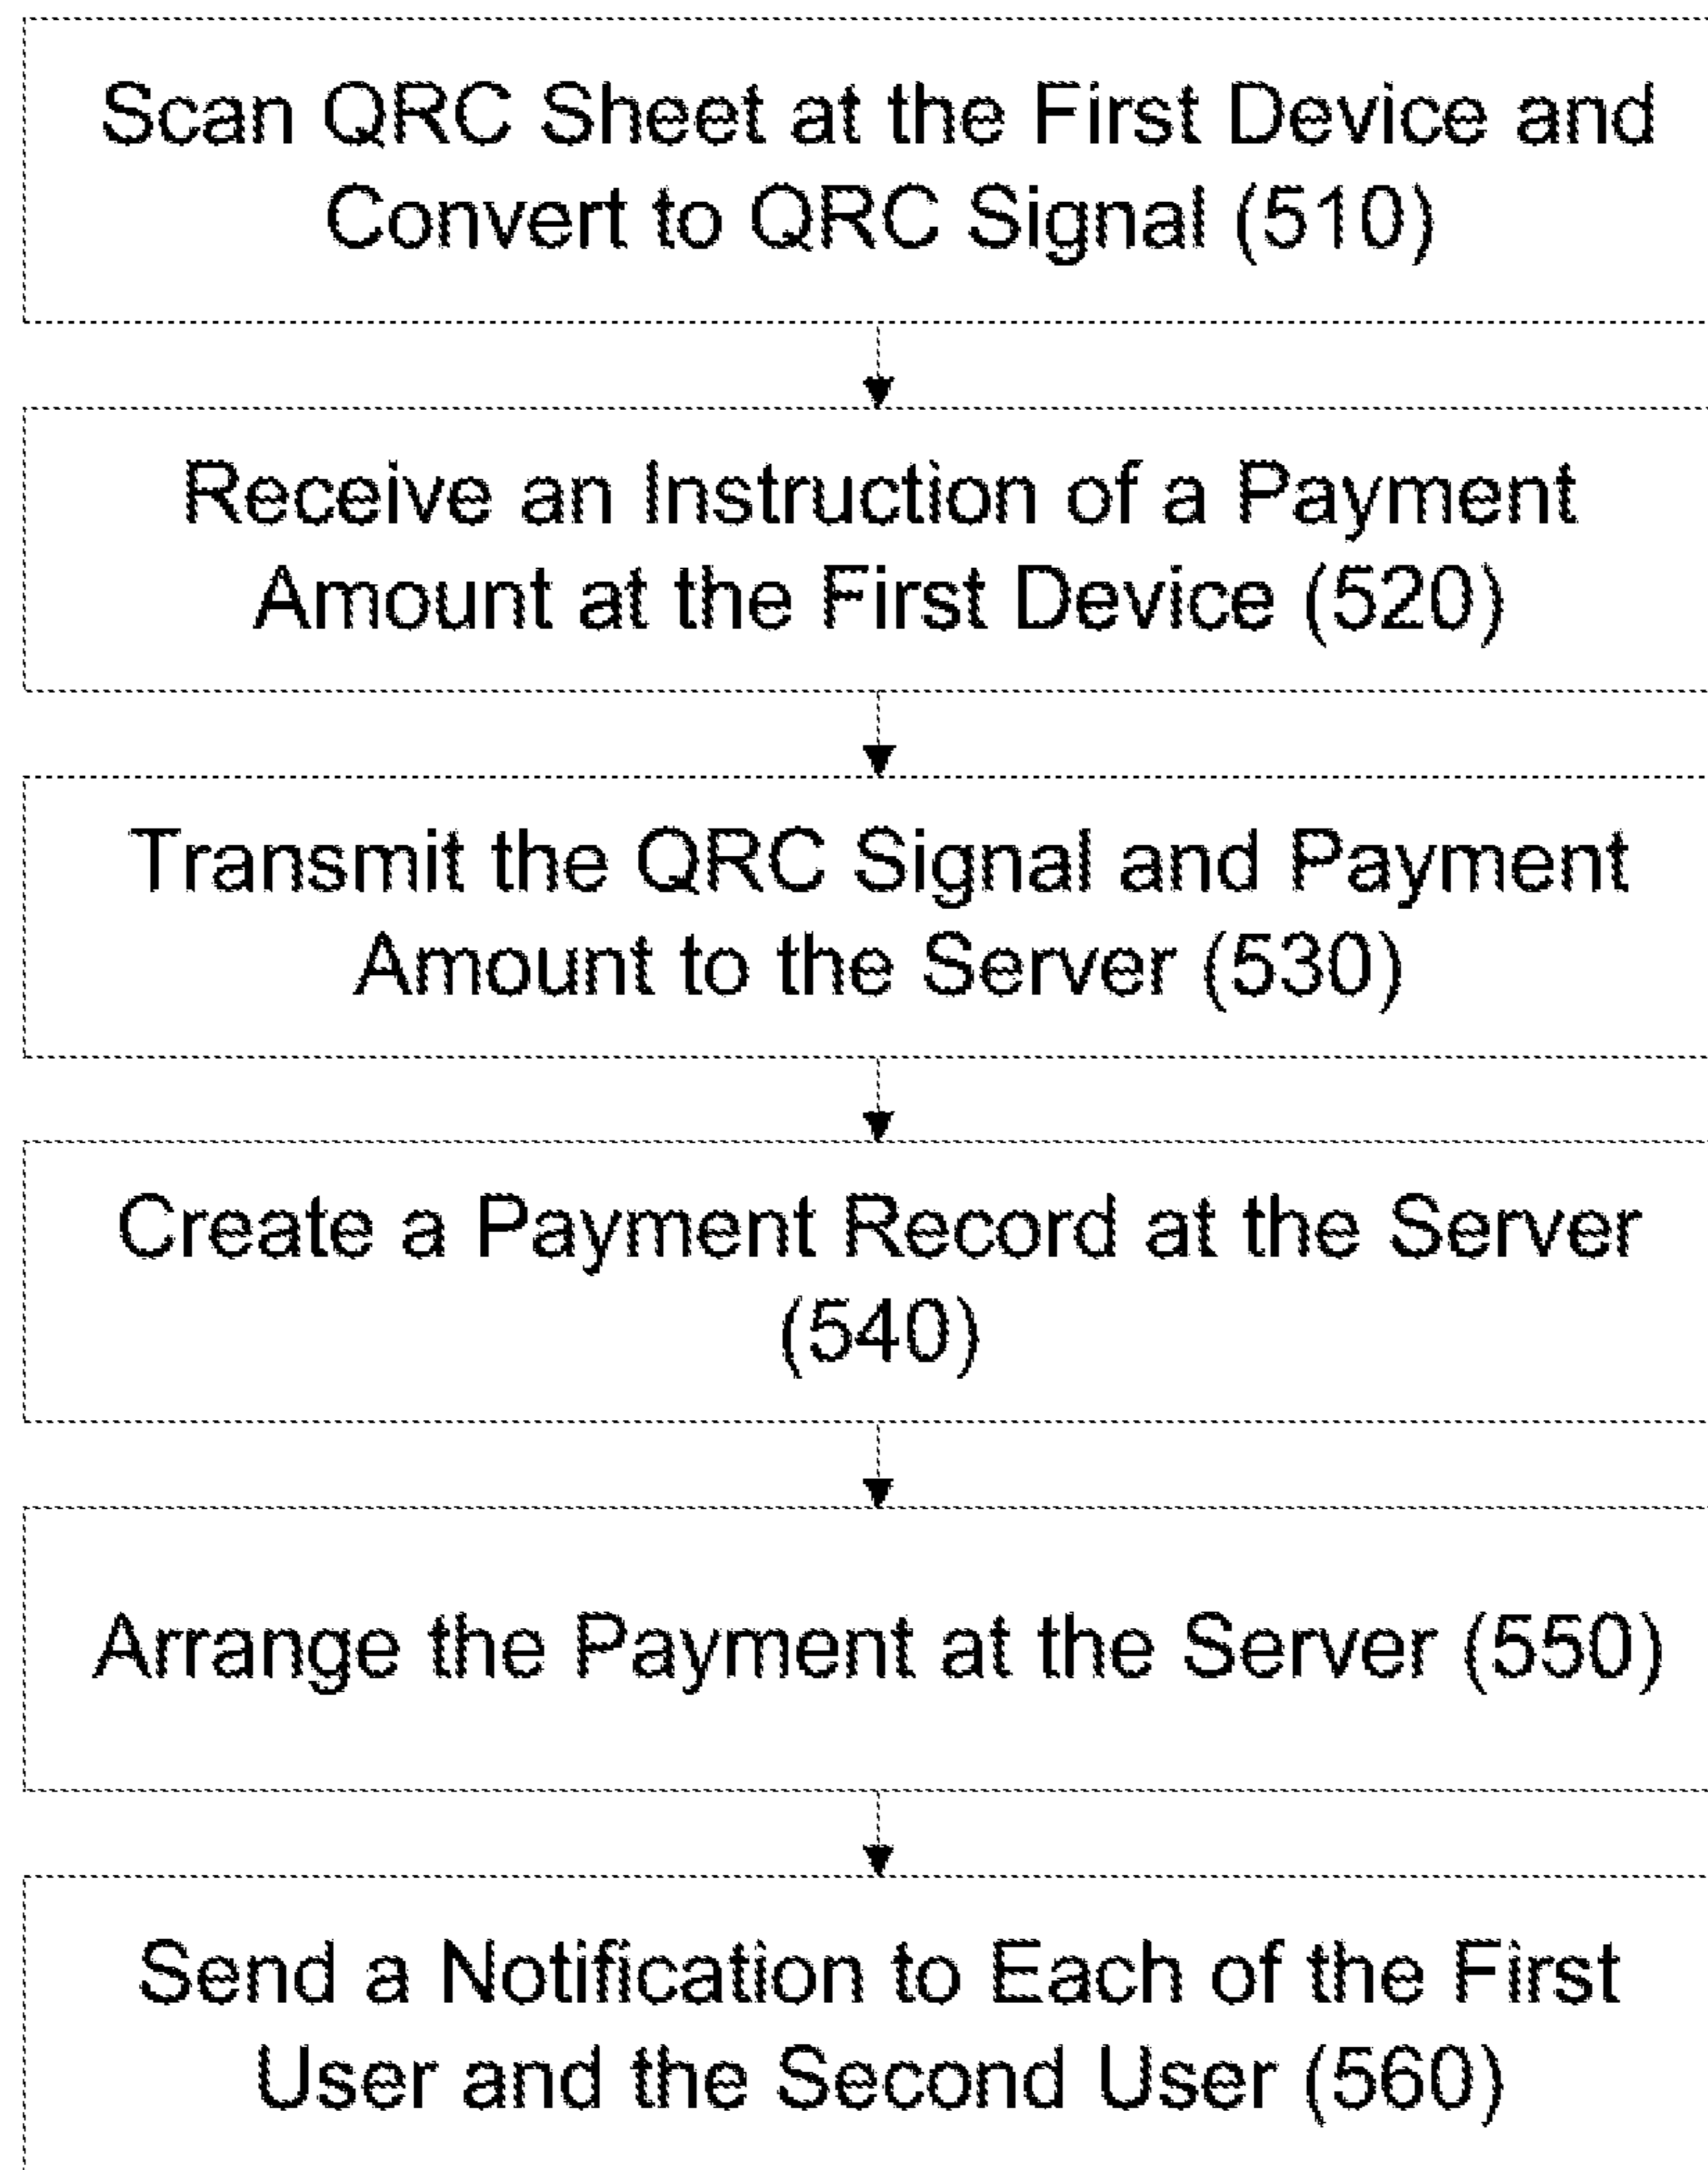 Scan QRC Sheet at the First Device and
Convert to QRC Signal (510)
Receive an Instruction of a Payment
Amount at the First Device (520)
Transmit the QRC Signal and Payment
Amount to the Server (530)
Create a Payment Record at the Server
(540)
Arrange the Payment at the Server (550)
Send a Notification to Each of the First
User and the Second User (560)